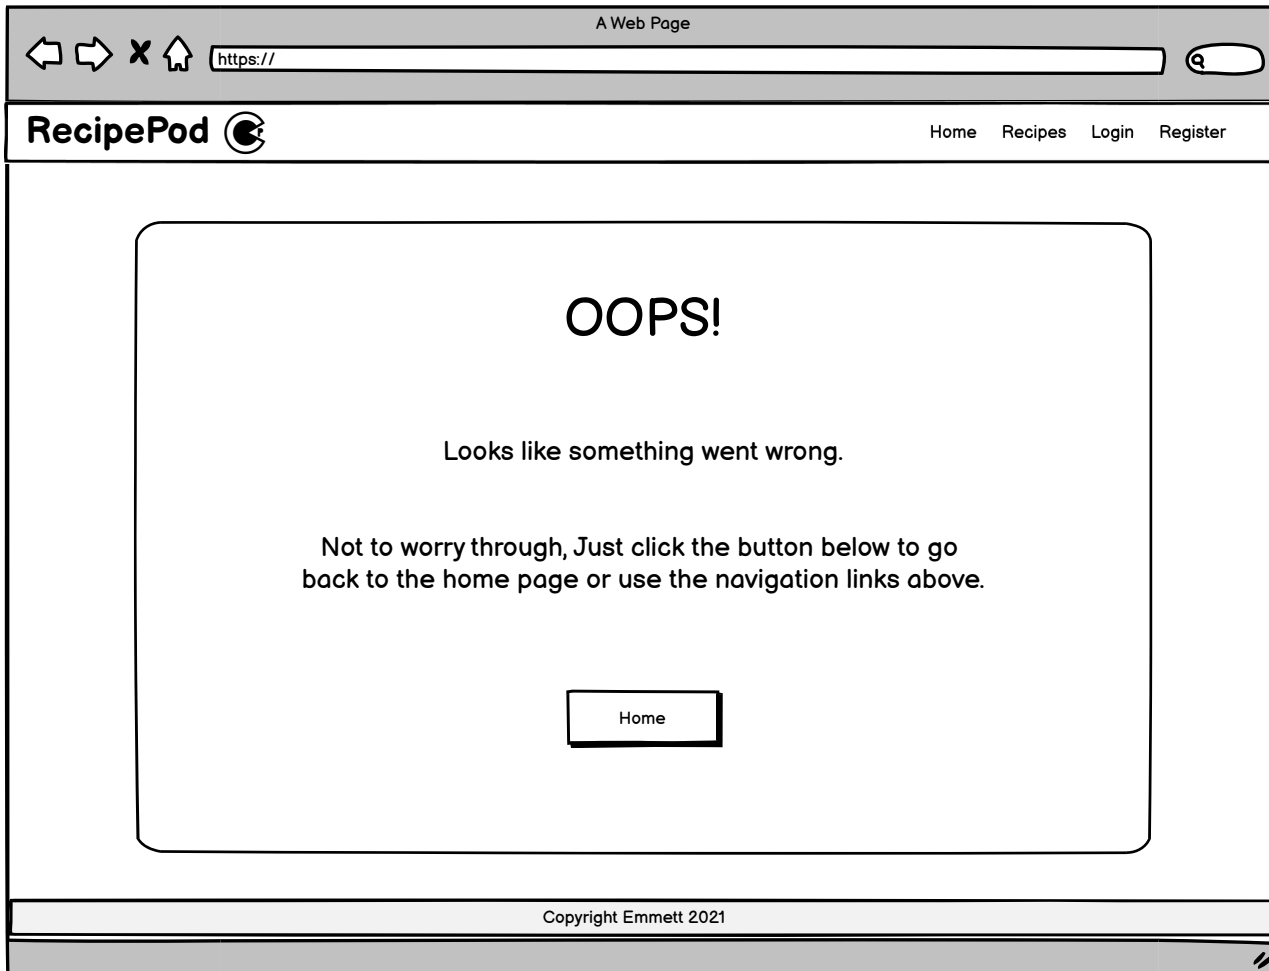 A Web Page
https://
RecipePod
Home Recipes Login Register
OOPS!
Looks like something went wrong.
Not to worry through, Just click the button below to go
back to the home page or use the navigation links above.
Home
Copyright Emmett 2021